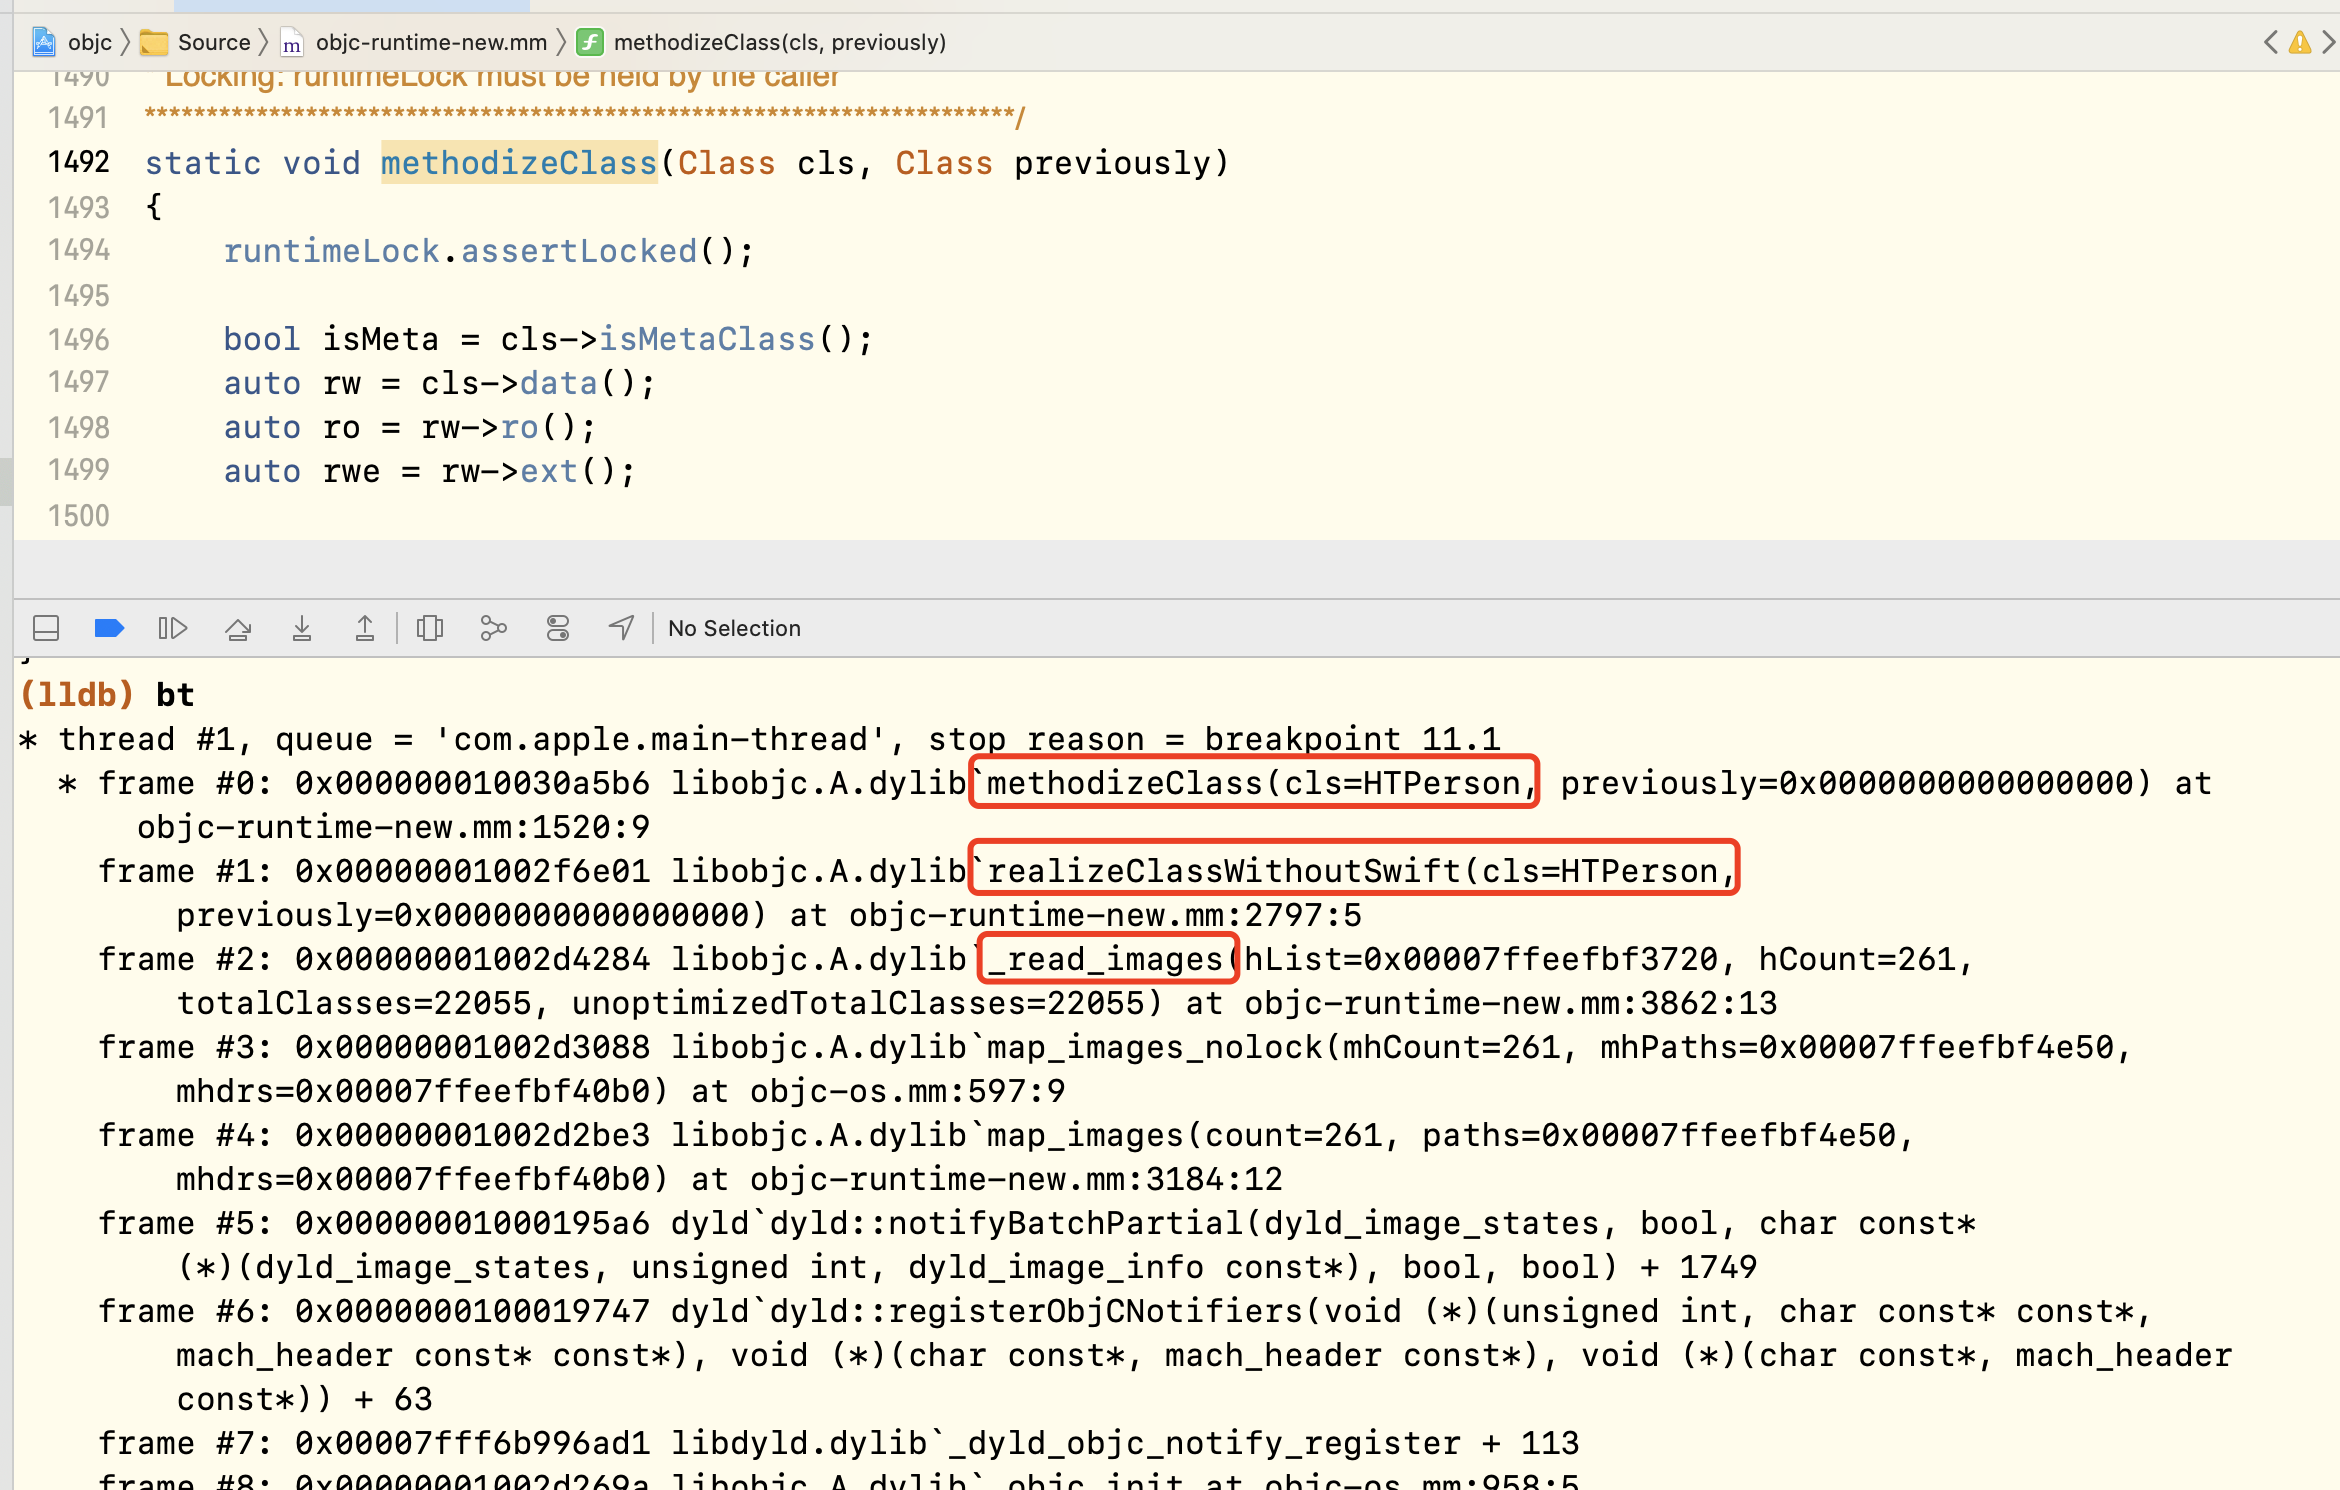 objc 〉 Source 〉 m objc-runtime-new.mm 〉 f methodizeClass(cls, previously)
1490 Locking: runtimeLock must be held by the caller
1491 **********************************************************************/
1492 static void methodizeClass(Class cls, Class previously)
1493 {
1494 runtimeLock.assertLocked();
1495
1496 bool isMeta = cls->isMetaClass();
1497 auto rw = cls->data();
1498 auto ro = rw->ro();
1499 auto rwe = rw->ext();
1500
No Selection
(lldb) bt
* thread #1, queue = 'com.apple.main-thread', stop reason = breakpoint 11.1
* frame #0: 0x000000010030a5b6 libobjc.A.dylib`methodizeClass(cls=HTPerson, previously=0x0000000000000000) at
objc-runtime-new.mm:1520:9
frame #1: 0x00000001002f6e01 libobjc.A.dylib`realizeClassWithoutSwift(cls=HTPerson,
previously=0x0000000000000000) at objc-runtime-new.mm:2797:5
frame #2: 0x00000001002d4284 libobjc.A.dylib`_read_images(hList=0x00007ffeefbf3720, hCount=261,
totalClasses=22055, unoptimizedTotalClasses=22055) at objc-runtime-new.mm:3862:13
frame #3: 0x00000001002d3088 libobjc.A.dylib`map_images_nolock(mhCount=261, mhPaths=0x00007ffeefbf4e50,
mhdrs=0x00007ffeefbf40b0) at objc-os.mm:597:9
frame #4: 0x00000001002d2be3 libobjc.A.dylib`map_images(count=261, paths=0x00007ffeefbf4e50,
mhdrs=0x00007ffeefbf40b0) at objc-runtime-new.mm:3184:12
frame #5: 0x00000001000195a6 dyld`dyld::notifyBatchPartial(dyld_image_states, bool, char const*
(*)(dyld_image_states, unsigned int, dyld_image_info const*), bool, bool) + 1749
frame #6: 0x0000000100019747 dyld`dyld::registerObjCNotifiers(void (*)(unsigned int, char const* const*,
mach_header const* const*), void (*)(char const*, mach_header const*), void (*)(char const*, mach_header
const*)) + 63
frame #7: 0x00007fff6b996ad1 libdyld.dylib`_dyld_objc_notify_register + 113
frame #8: 0x00000001002d269a libobjc.A.dylib`_objc_init at objc-os.mm:958:5